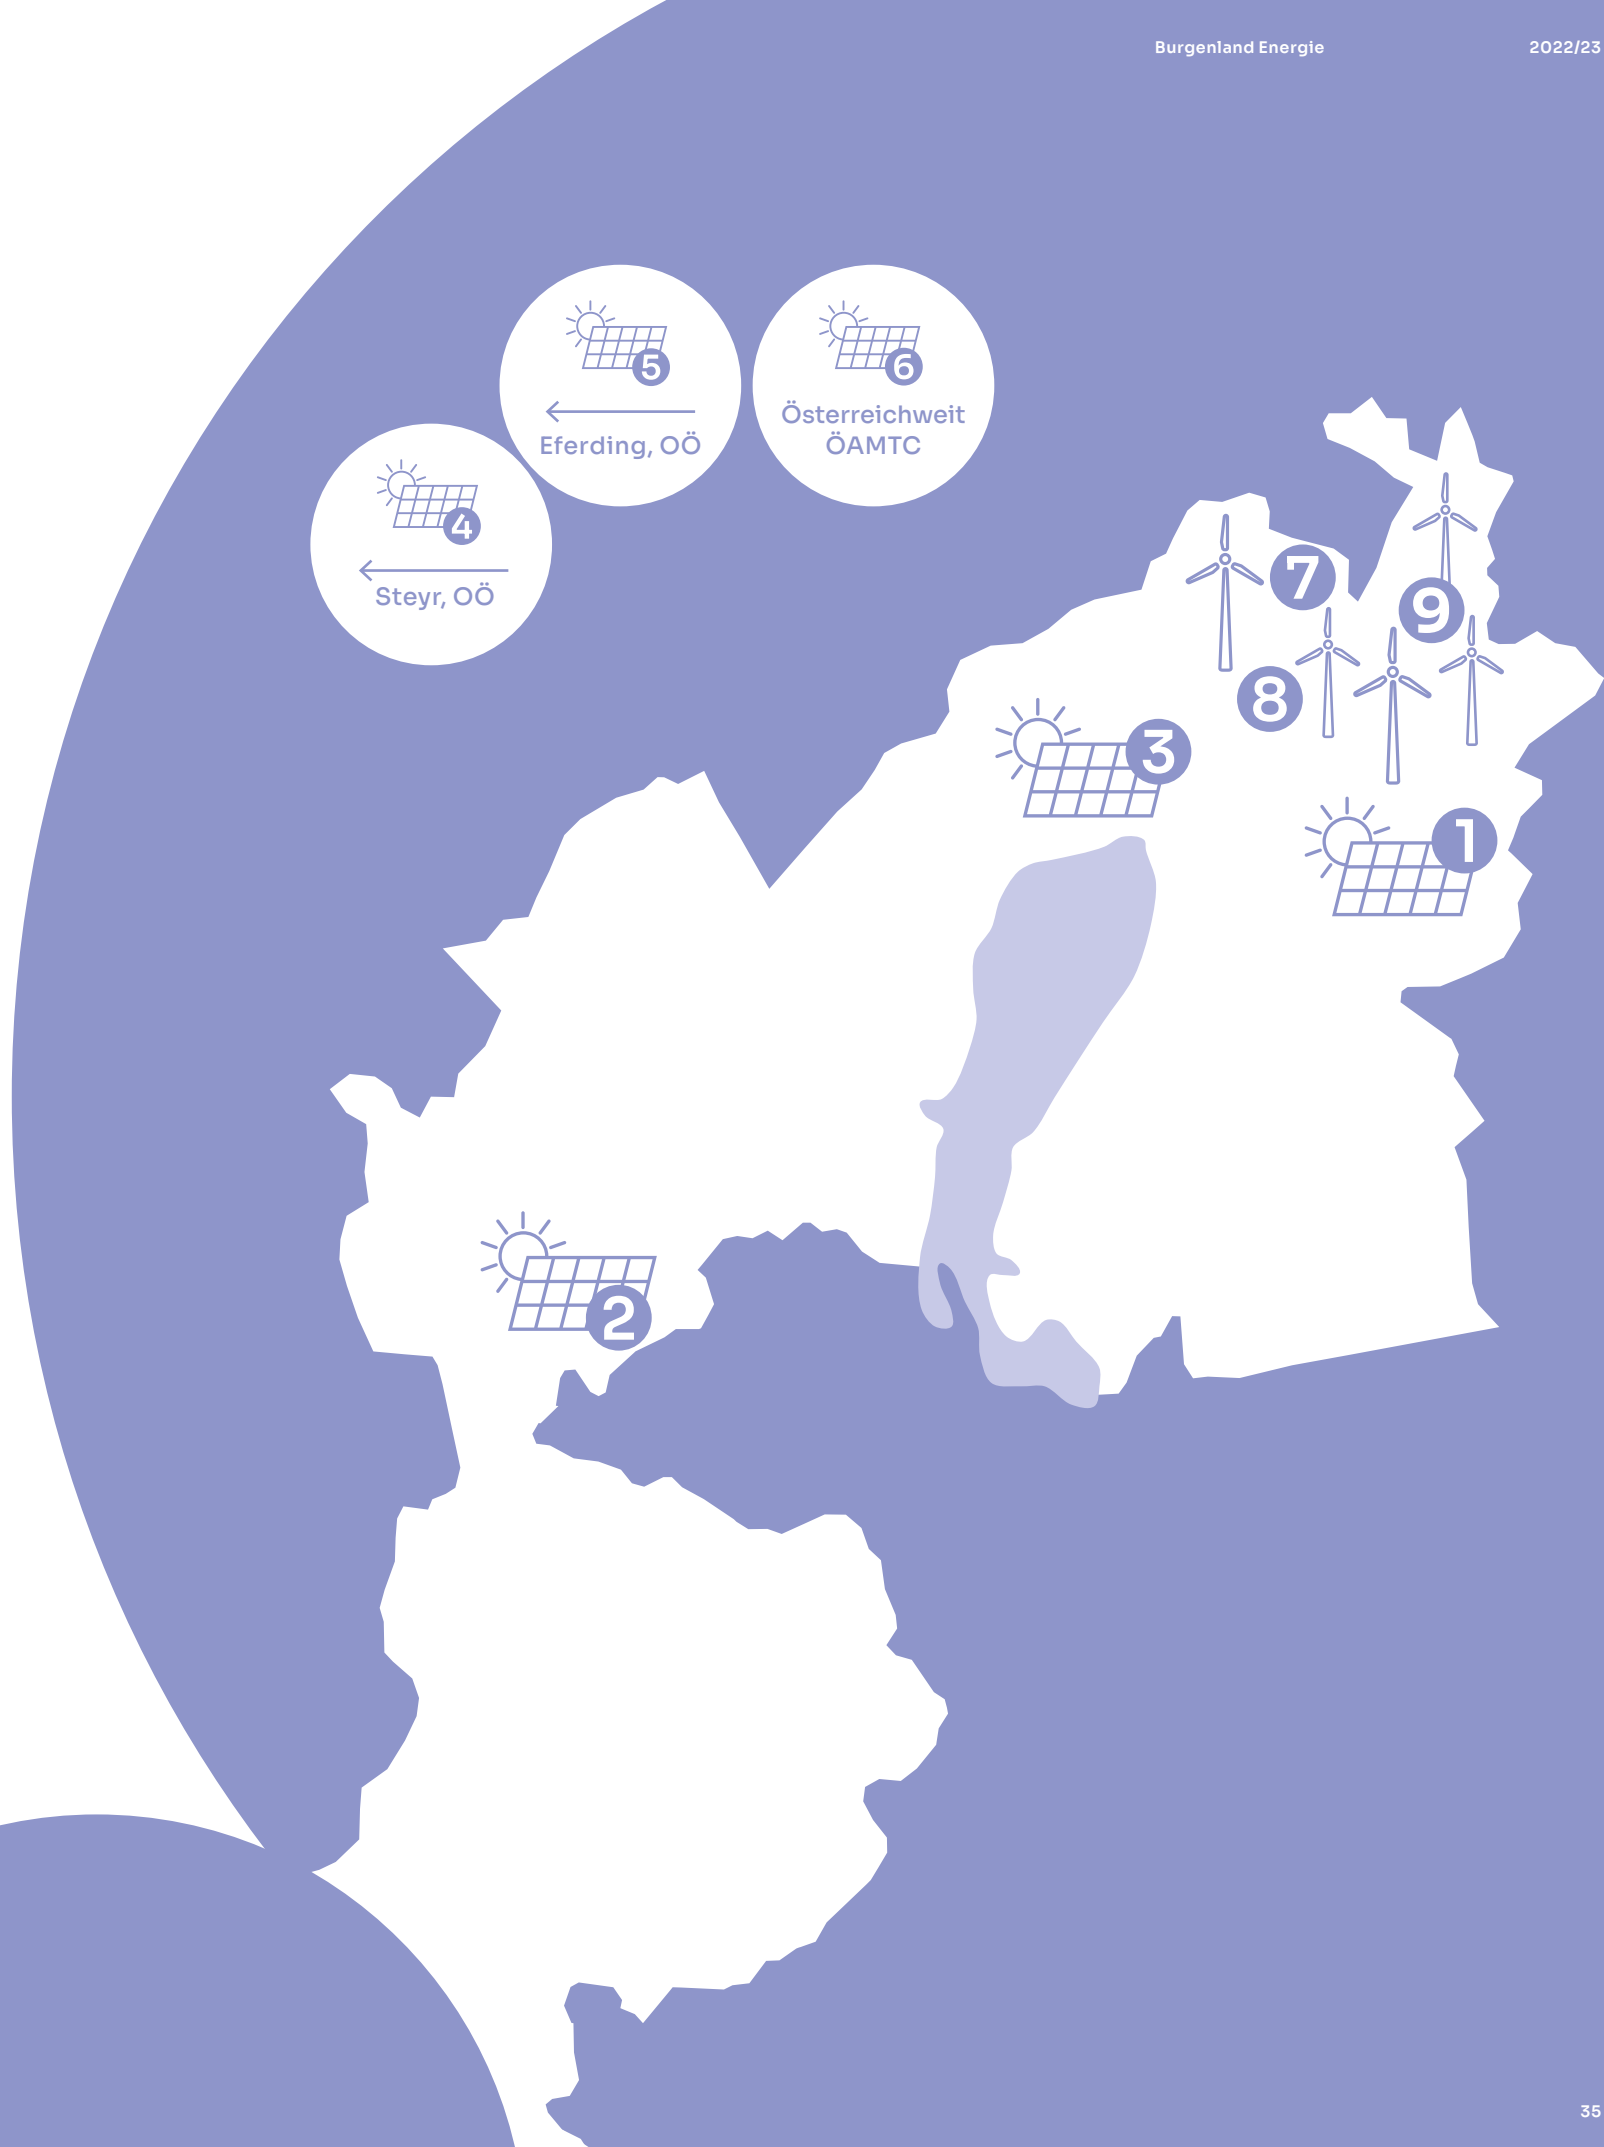 Burgenland Energie 2022/23
5
Eferding, OÖ
6
Österreichweit
ÖAMTC
4
Steyr, OÖ
7
9
8
3
1
2
35